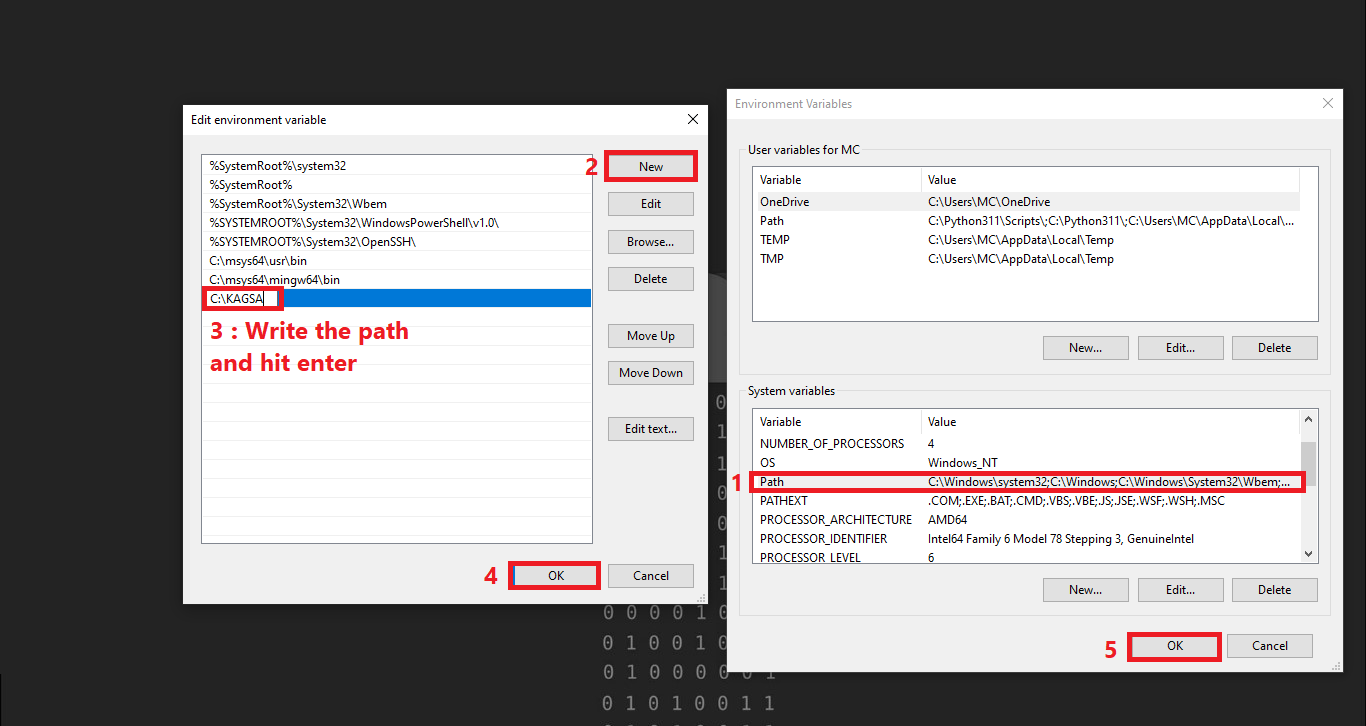 Edit environment variable
%SystemRoot%\system32
%SystemRoot%
%SystemRoot%\System32\Wbem
%SYSTEMROOT%\System32\WindowsPowerShell\v1.0\
%SYSTEMROOT%\System32\OpenSSH\
C:\msys64\usr\bin
C:\msys64\mingw64\bin
C:\KAGSA
3 : Write the path
and hit enter
2 New
Edit
Browse...
Delete
Move Up
Move Down
Edit text...
4 OK Cancel
Environment Variables
User variables for MC
Variable Value
OneDrive C:\Users\MC\OneDrive
Path C:\Python311\Scripts\;C:\Python311\;C:\Users\MC\AppData\Local\...
TEMP C:\Users\MC\AppData\Local\Temp
TMP C:\Users\MC\AppData\Local\Temp
New... Edit... Delete
System variables
Variable Value
NUMBER_OF_PROCESSORS 4
OS Windows_NT
1 Path C:\Windows\system32;C:\Windows;C:\Windows\System32\Wbem;...
PATHEXT .COM;.EXE;.BAT;.CMD;.VBS;.VBE;.JS;.JSE;.WSF;.WSH;.MSC
PROCESSOR_ARCHITECTURE AMD64
PROCESSOR_IDENTIFIER Intel64 Family 6 Model 78 Stepping 3, GenuineIntel
PROCESSOR_LEVEL 6
New... Edit... Delete
5 OK Cancel
0
1
1
0
0
1
1
0 0 0 0 1 0
0 1 0 0 1 0
0 1 0 0 0 0 0 1
0 1 0 1 0 0 1 1